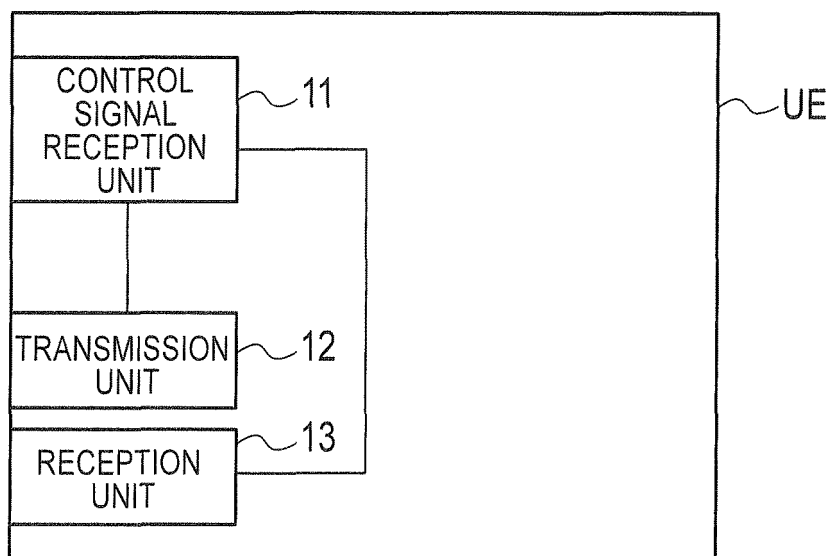 CONTROL
SIGNAL
RECEPTION
UNIT
11
UE
TRANSMISSION
UNIT
12
RECEPTION
UNIT
13